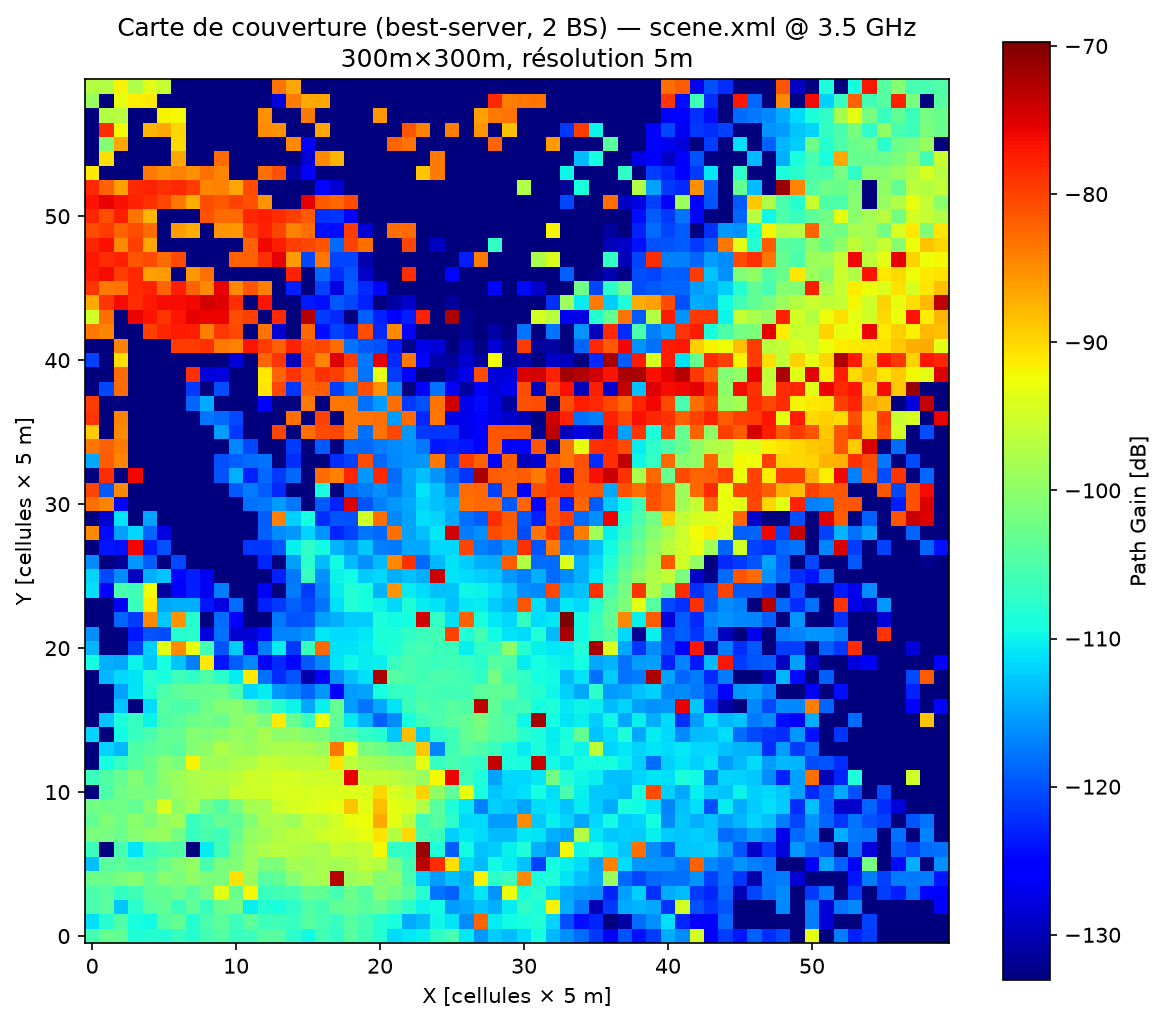 Carte de couverture (best-server, 2 BS) — scene.xml @ 3.5 GHz
300m×300m, résolution 5m
Y [cellules × 5 m]
50
40
30
20
10
0
0 10 20 30 40 50
X [cellules × 5 m]
−70
−80
−90
−100
−110
−120
−130
Path Gain [dB]